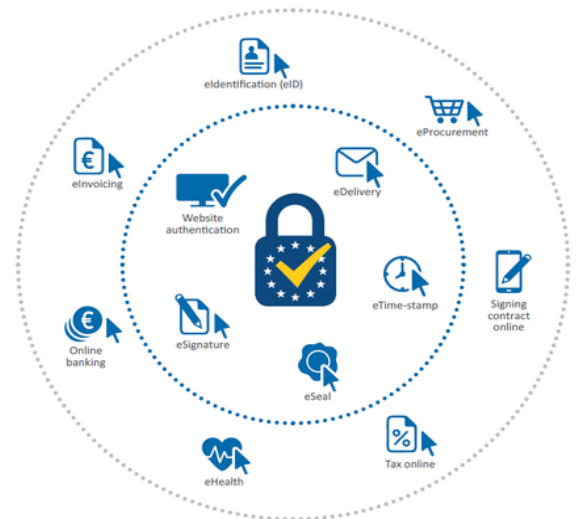 eIdentification (eID)
eProcurement
eInvoicing
eDelivery
Website
authentication
eTime-stamp
Signing
contract
online
eSignature
Online
banking
eSeal
Tax online
eHealth